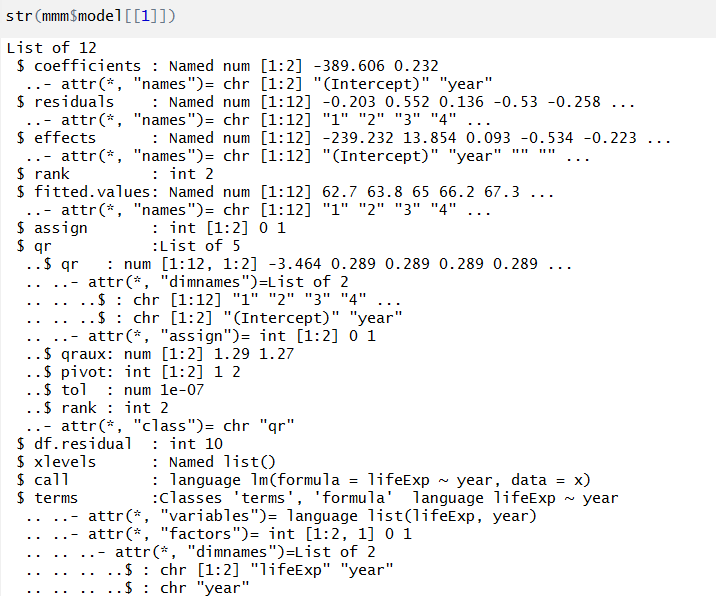 str(mmm$model[[1]])
List of 12
 $ coefficients : Named num [1:2] -389.606 0.232
  ..- attr(*, "names")= chr [1:2] "(Intercept)" "year"
 $ residuals    : Named num [1:12] -0.203 0.552 0.136 -0.53 -0.258 ...
  ..- attr(*, "names")= chr [1:12] "1" "2" "3" "4" ...
 $ effects      : Named num [1:12] -239.232 13.854 0.093 -0.534 -0.223 ...
  ..- attr(*, "names")= chr [1:12] "(Intercept)" "year" "" "" ...
 $ rank         : int 2
 $ fitted.values: Named num [1:12] 62.7 63.8 65 66.2 67.3 ...
  ..- attr(*, "names")= chr [1:12] "1" "2" "3" "4" ...
 $ assign       : int [1:2] 0 1
 $ qr           :List of 5
  ..$ qr   : num [1:12, 1:2] -3.464 0.289 0.289 0.289 0.289 ...
  .. ..- attr(*, "dimnames")=List of 2
  .. .. ..$ : chr [1:12] "1" "2" "3" "4" ...
  .. .. ..$ : chr [1:2] "(Intercept)" "year"
  .. ..- attr(*, "assign")= int [1:2] 0 1
  ..$ qraux: num [1:2] 1.29 1.27
  ..$ pivot: int [1:2] 1 2
  ..$ tol  : num 1e-07
  ..$ rank : int 2
  ..- attr(*, "class")= chr "qr"
 $ df.residual  : int 10
 $ xlevels      : Named list()
 $ call         : language lm(formula = lifeExp ~ year, data = x)
 $ terms        :Classes 'terms', 'formula'  language lifeExp ~ year
  .. ..- attr(*, "variables")= language list(lifeExp, year)
  .. ..- attr(*, "factors")= int [1:2, 1] 0 1
  .. .. ..- attr(*, "dimnames")=List of 2
  .. .. .. ..$ : chr [1:2] "lifeExp" "year"
  .. .. .. ..$ : chr "year"